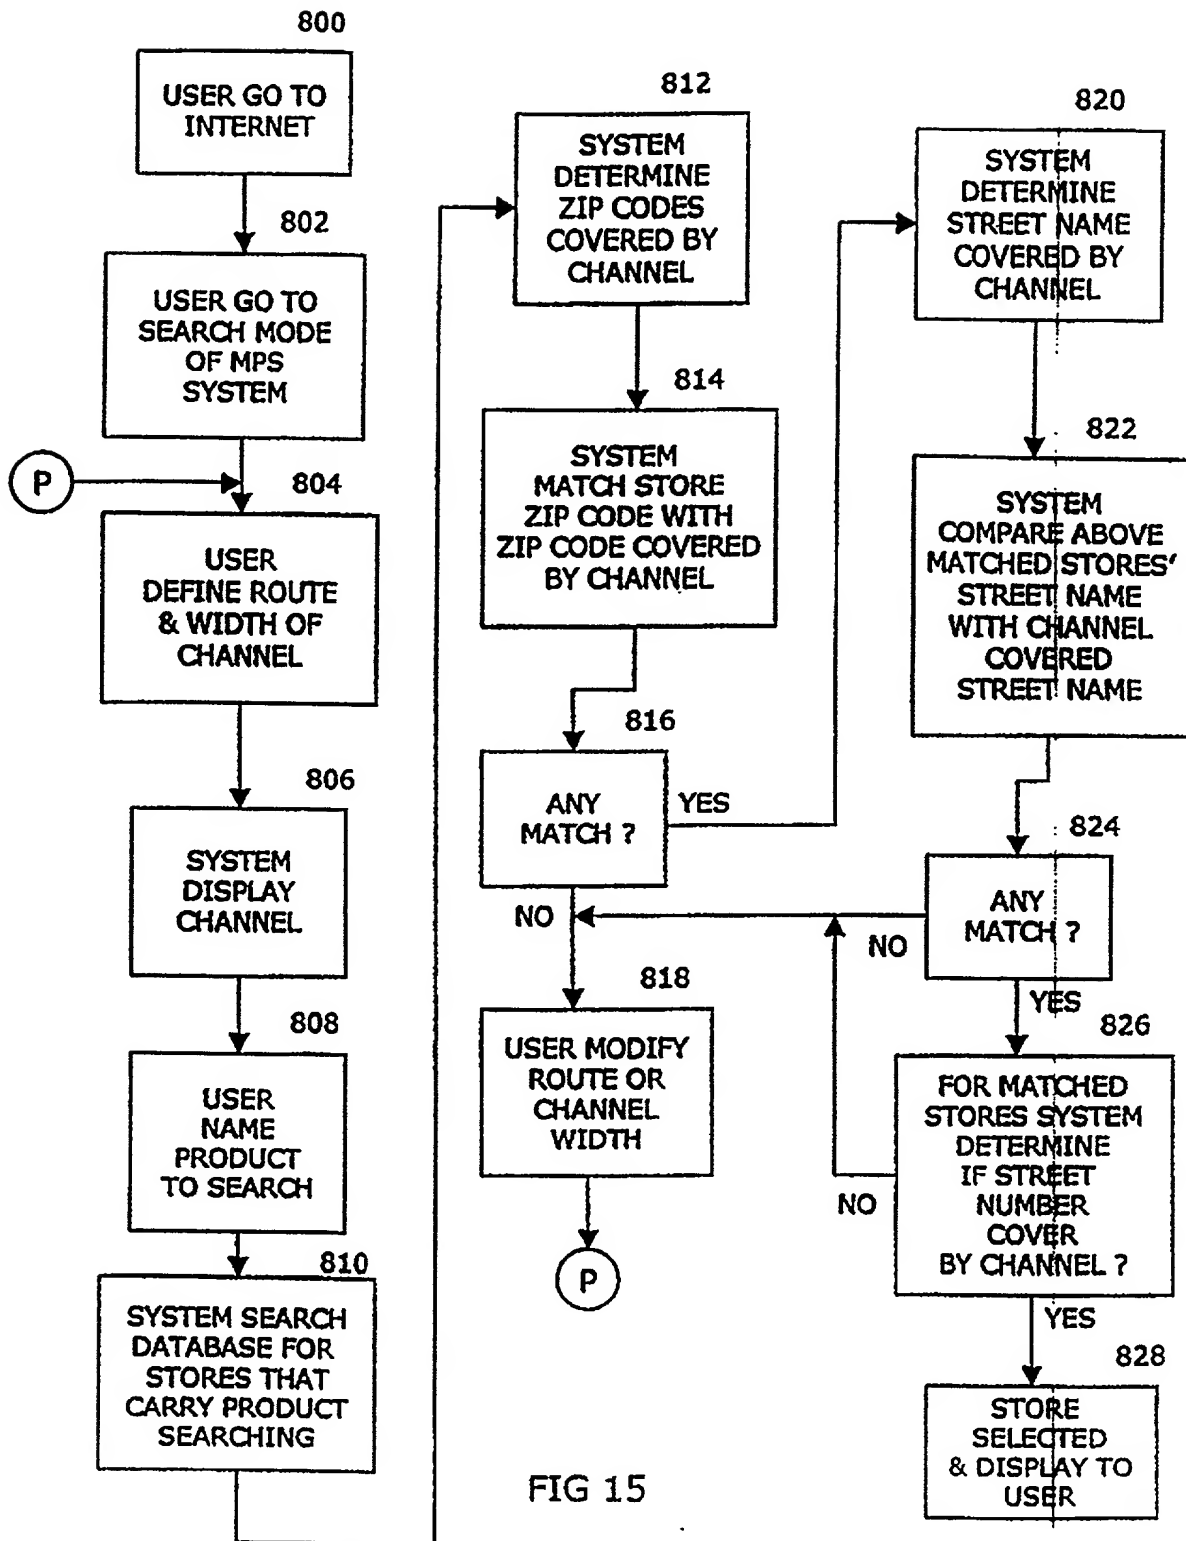 800
USER GO TO
INTERNET
802
USER GO TO
SEARCH MODE
OF MPS
SYSTEM
P
804
USER
DEFINE ROUTE
& WIDTH OF
CHANNEL
806
SYSTEM
DISPLAY
CHANNEL
808
USER
NAME
PRODUCT
TO SEARCH
810
SYSTEM SEARCH
DATABASE FOR
STORES THAT
CARRY PRODUCT
SEARCHING
812
SYSTEM
DETERMINE
ZIP CODES
COVERED BY
CHANNEL
814
SYSTEM
MATCH STORE
ZIP CODE WITH
ZIP CODE COVERED
BY CHANNEL
816
ANY
MATCH ?
YES
NO
818
USER MODIFY
ROUTE OR
CHANNEL
WIDTH
P
820
SYSTEM
DETERMINE
STREET NAME
COVERED BY
CHANNEL
822
SYSTEM
COMPARE ABOVE
MATCHED STORES'
STREET NAME
WITH CHANNEL
COVERED
STREET NAME
824
ANY
MATCH ?
NO
YES
826
FOR MATCHED
STORES SYSTEM
DETERMINE
IF STREET
NUMBER
COVER
BY CHANNEL ?
NO
YES
828
STORE
SELECTED
& DISPLAY TO
USER
FIG 15